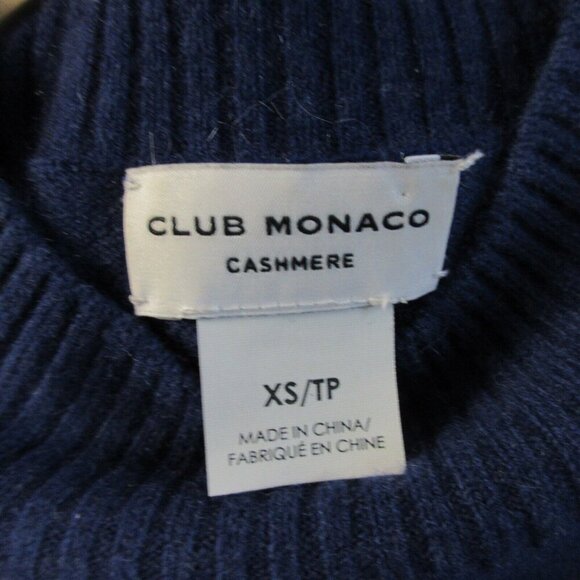 CLUB MONACO
CASHMERE
XS/TP
MADE IN CHINA/
FABRIQUÉ EN CHINE